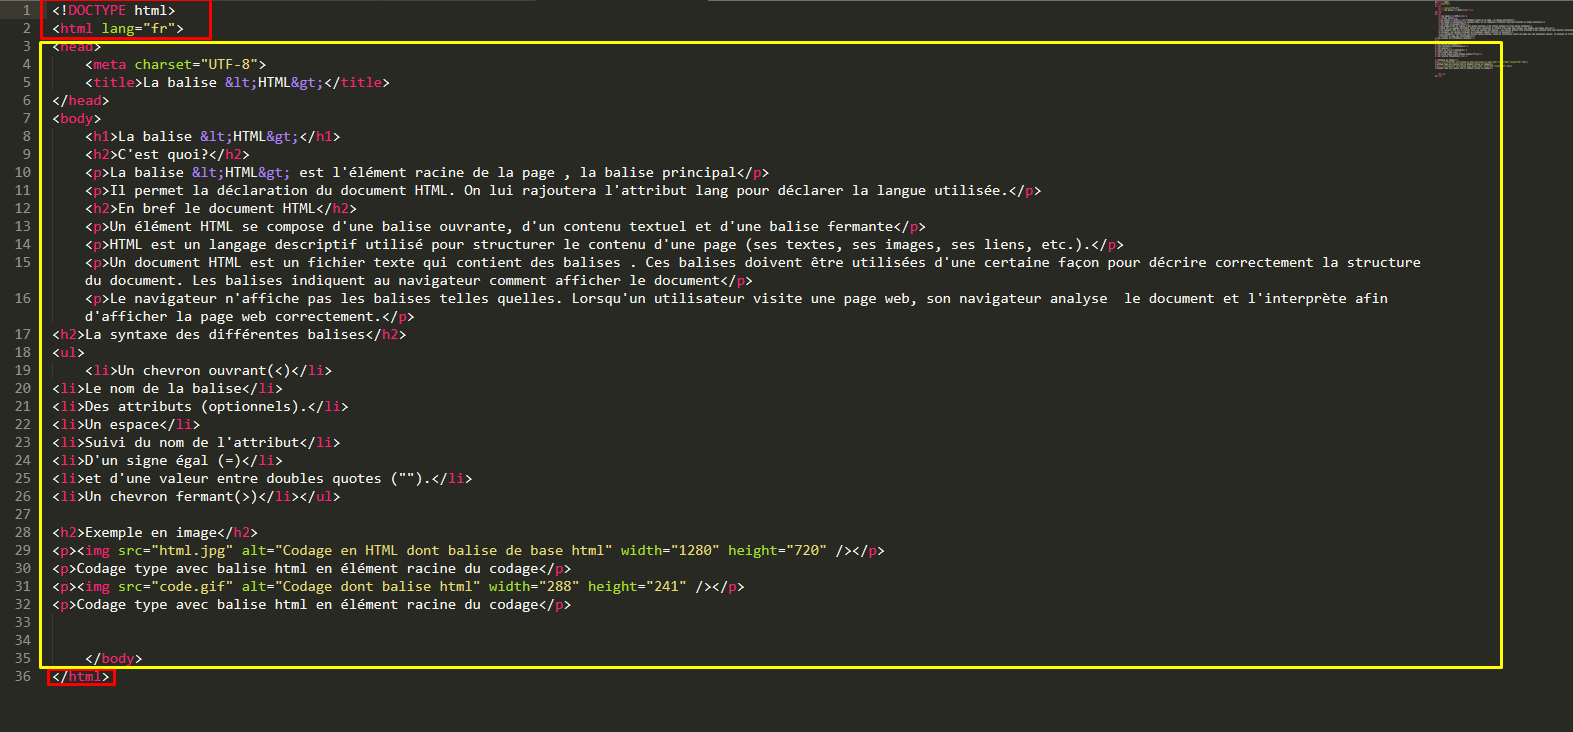 1 <!DOCTYPE html>
2 <html lang="fr">
3 <head>
4 <meta charset="UTF-8">
5 <title>La balise &lt;HTML&gt;</title>
6 </head>
7 <body>
8 <h1>La balise &lt;HTML&gt;</h1>
9 <h2>C'est quoi?</h2>
10 <p>La balise &lt;HTML&gt; est l'élément racine de la page , la balise principal</p>
11 <p>Il permet la déclaration du document HTML. On lui rajoutera l'attribut lang pour déclarer la langue utilisée.</p>
12 <h2>En bref le document HTML</h2>
13 <p>Un élément HTML se compose d'une balise ouvrante, d'un contenu textuel et d'une balise fermante</p>
14 <p>HTML est un langage descriptif utilisé pour structurer le contenu d'une page (ses textes, ses images, ses liens, etc.).</p>
15 <p>Un document HTML est un fichier texte qui contient des balises . Ces balises doivent être utilisées d'une certaine façon pour décrire correctement la structure
du document. Les balises indiquent au navigateur comment afficher le document</p>
16 <p>Le navigateur n'affiche pas les balises telles quelles. Lorsqu'un utilisateur visite une page web, son navigateur analyse  le document et l'interprète afin
d'afficher la page web correctement.</p>
17 <h2>La syntaxe des différentes balises</h2>
18 <ul>
19 <li>Un chevron ouvrant(<)</li>
20 <li>Le nom de la balise</li>
21 <li>Des attributs (optionnels).</li>
22 <li>Un espace</li>
23 <li>Suivi du nom de l'attribut</li>
24 <li>D'un signe égal (=)</li>
25 <li>et d'une valeur entre doubles quotes ("").</li>
26 <li>Un chevron fermant(>)</li></ul>
27
28 <h2>Exemple en image</h2>
29 <p><img src="html.jpg" alt="Codage en HTML dont balise de base html" width="1280" height="720" /></p>
30 <p>Codage type avec balise html en élément racine du codage</p>
31 <p><img src="code.gif" alt="Codage dont balise html" width="288" height="241" /></p>
32 <p>Codage type avec balise html en élément racine du codage</p>
33
34
35 </body>
36 </html>